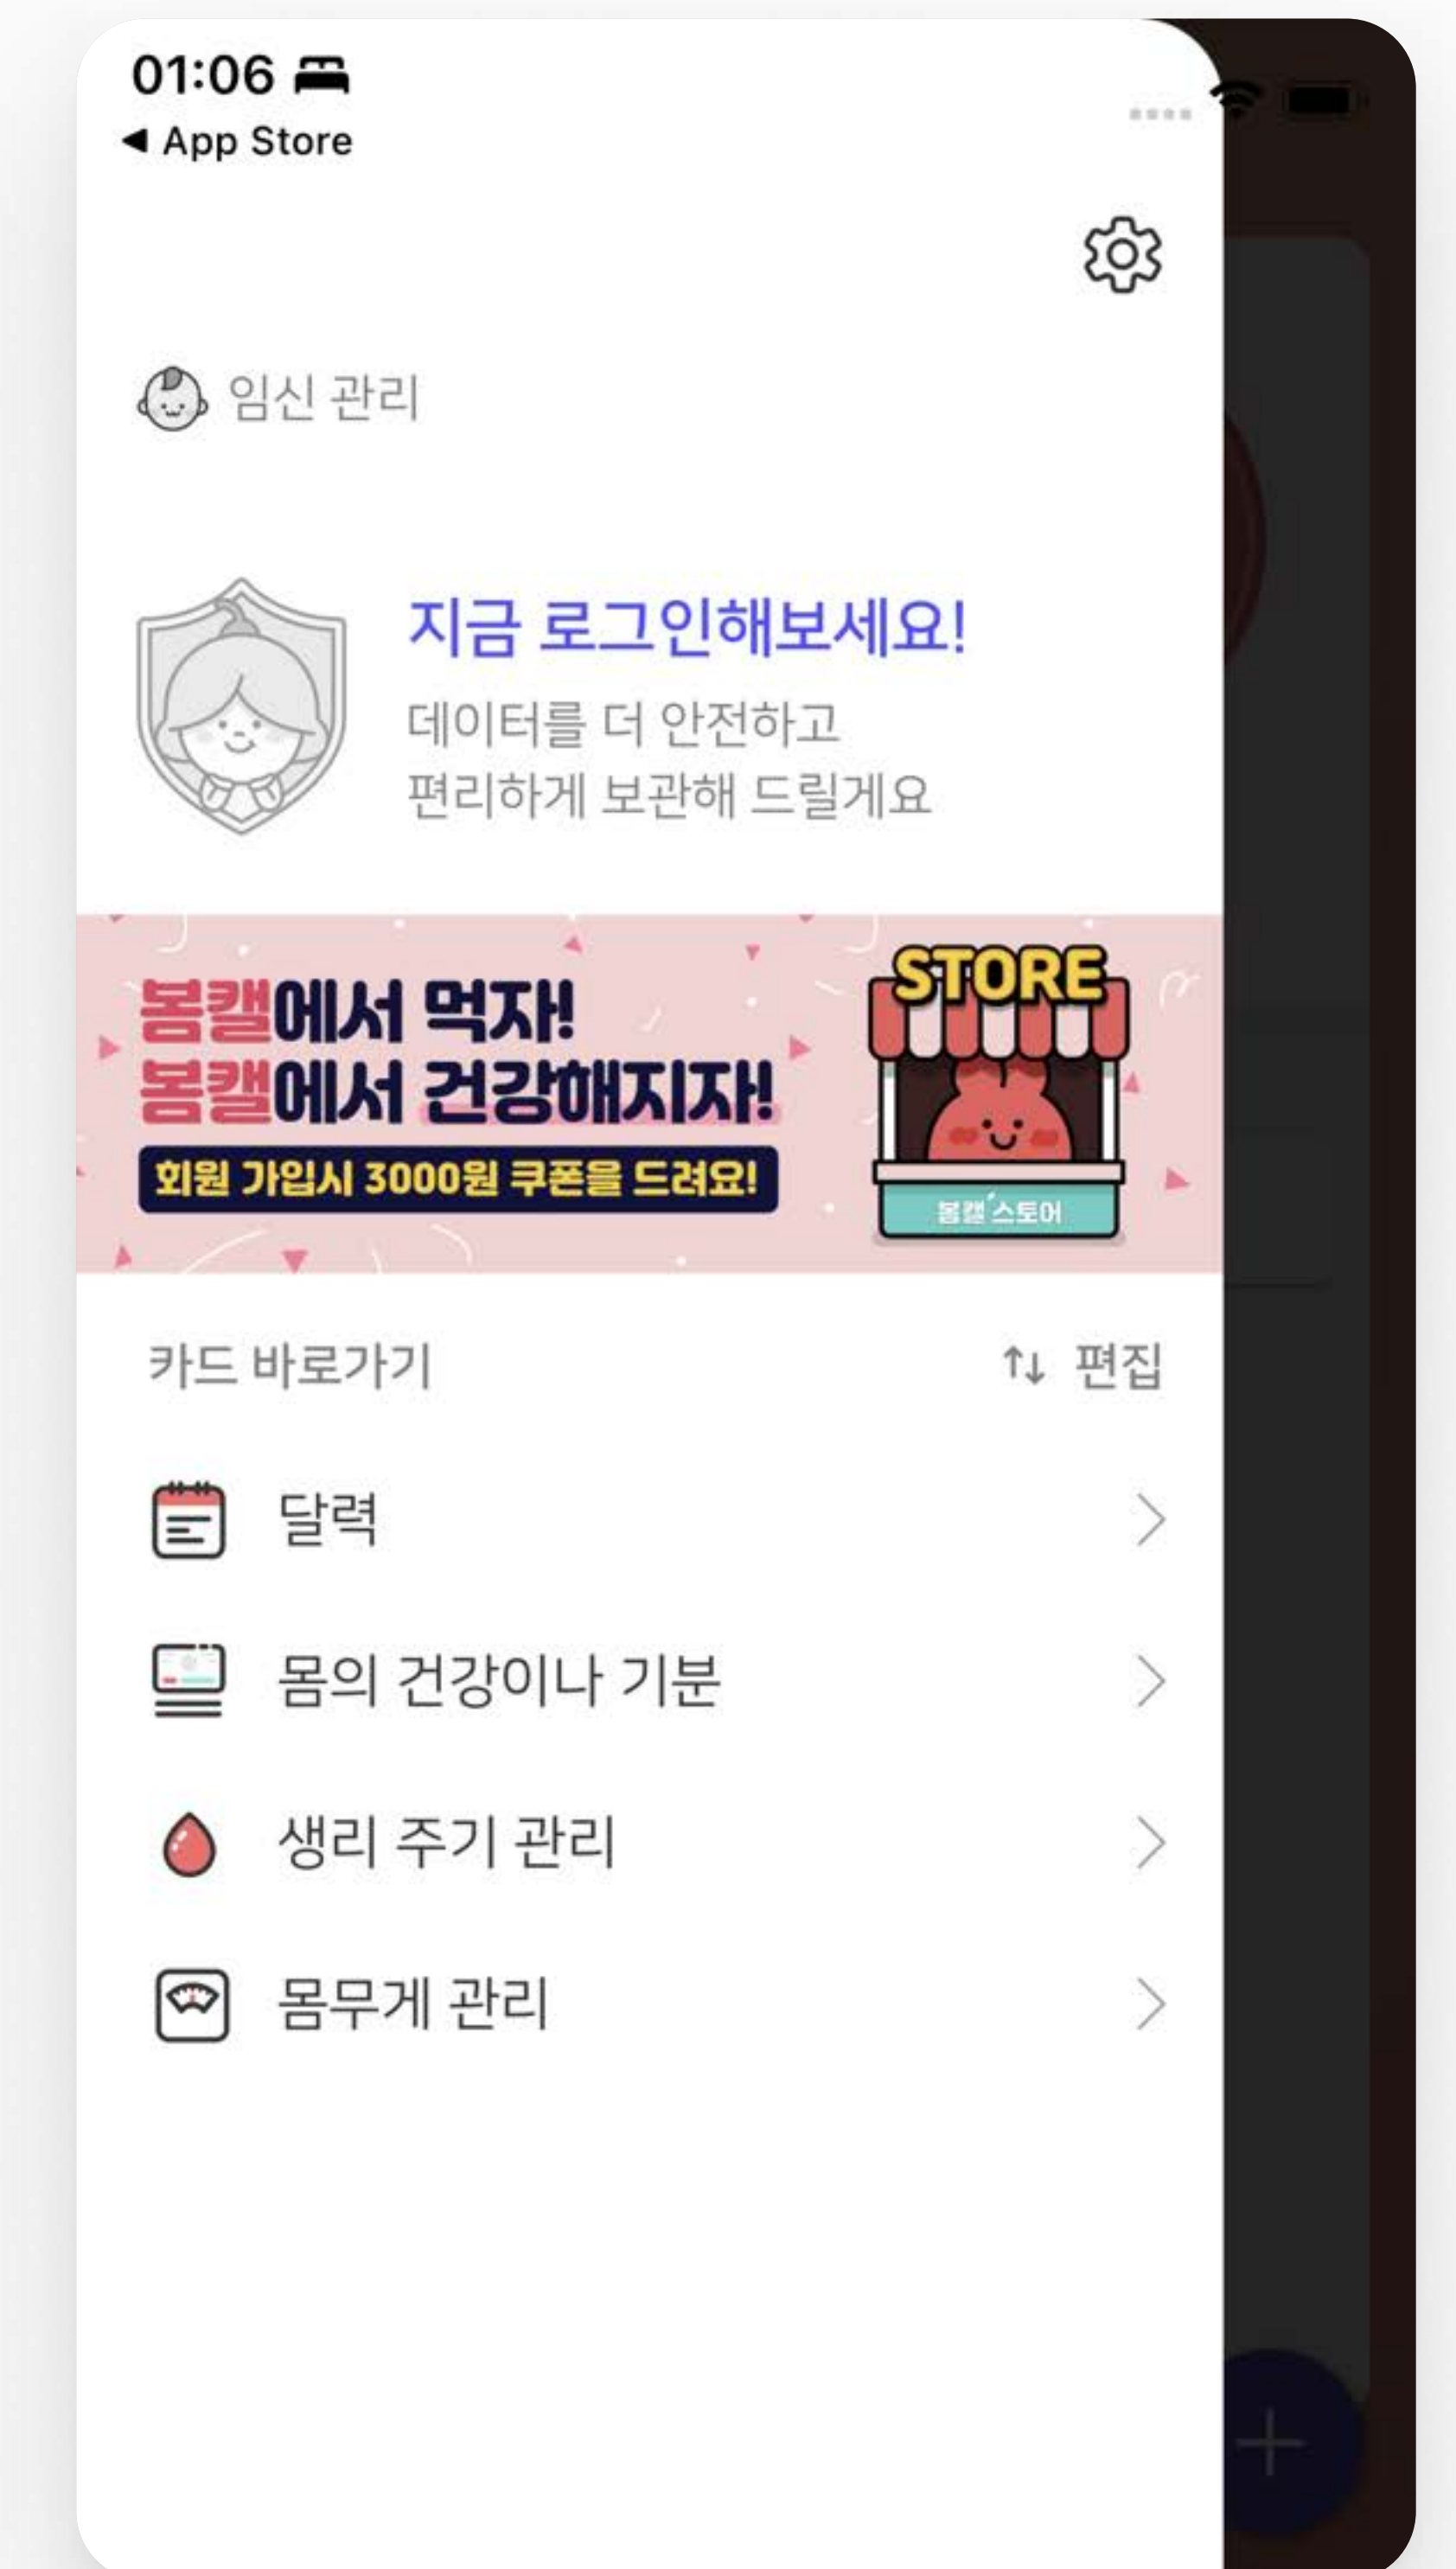 01:06
◀ App Store
임신 관리
지금 로그인해보세요!
데이터를 더 안전하고
편리하게 보관해 드릴게요
봄캘에서 먹자!
봄캘에서 건강해지자!
회원 가입시 3000원 쿠폰을 드려요!
STORE
봄캘 스토어
카드 바로가기
↑↓ 편집
달력
몸의 건강이나 기분
생리 주기 관리
몸무게 관리